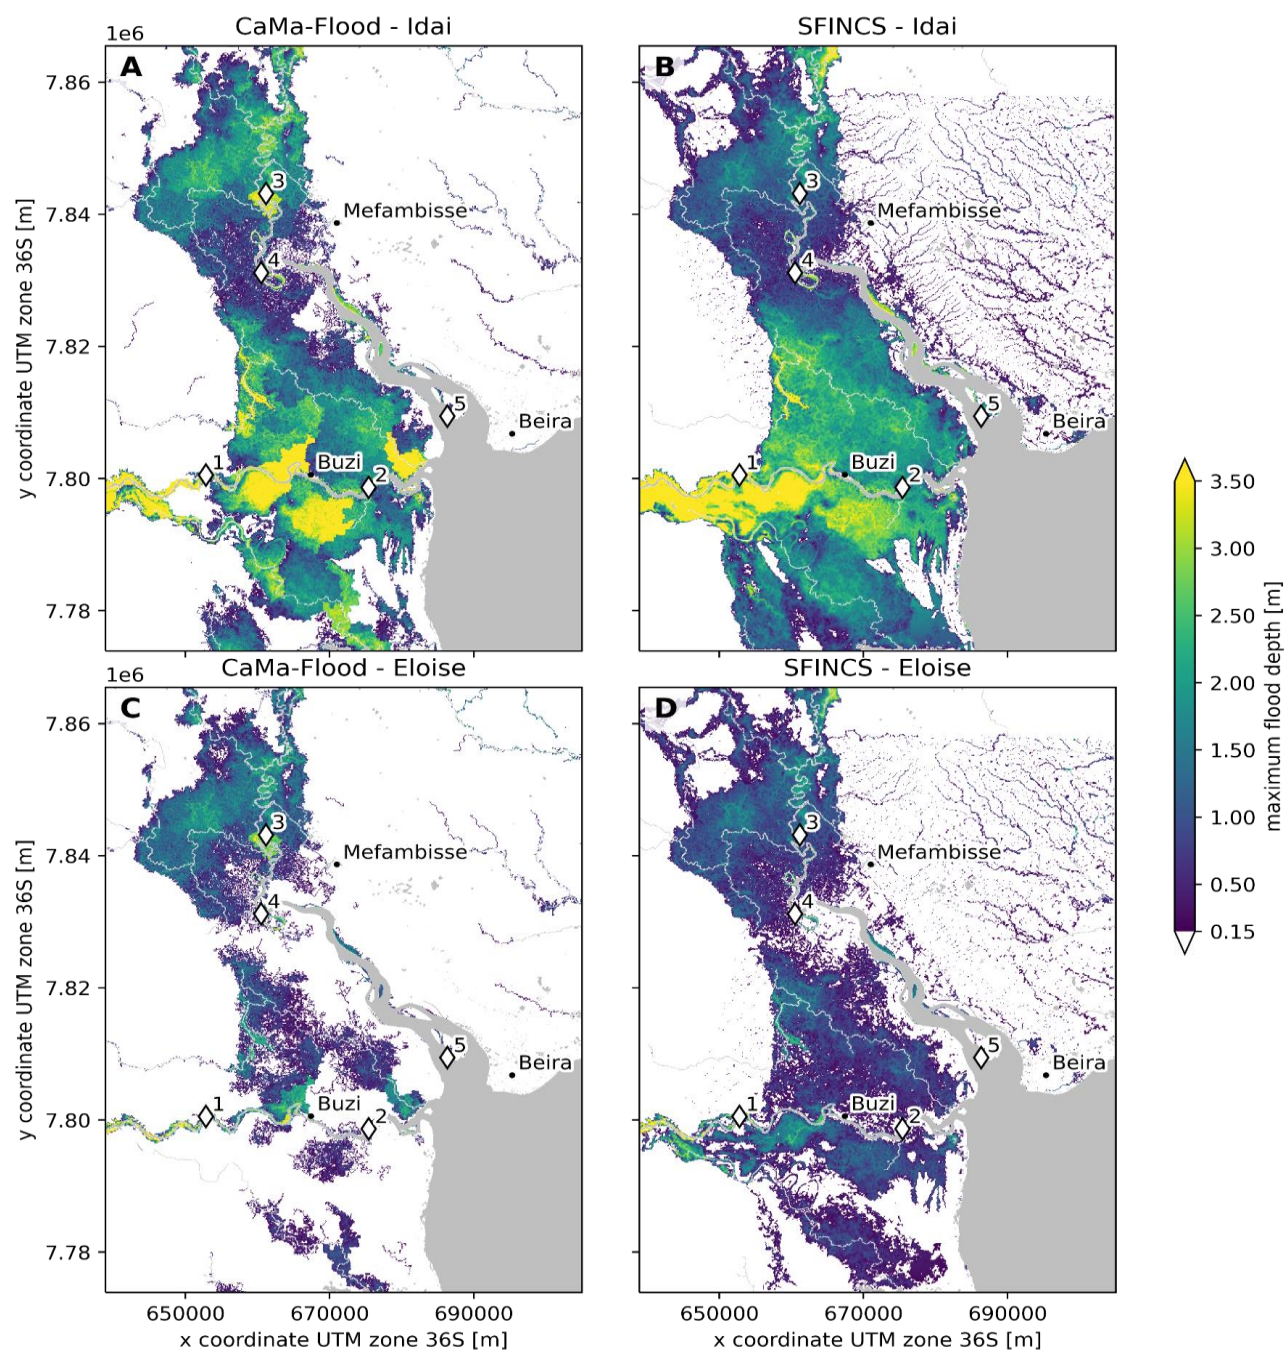 1e6
CaMa-Flood - Idai
SFINCS - Idai
A
B
7.86
7.86
7.84
7.84
7.82
7.82
7.80
7.80
7.78
7.78
y coordinate UTM zone 36S [m]
3
Mefambisse
4
5
Beira
1
Buzi
2
3
Mefambisse
4
5
Beira
1
Buzi
2
1e6
CaMa-Flood - Eloise
SFINCS - Eloise
C
D
y coordinate UTM zone 36S [m]
3
Mefambisse
4
5
Beira
1
Buzi
2
3
Mefambisse
4
5
Beira
1
Buzi
2
650000
670000
690000
650000
670000
690000
x coordinate UTM zone 36S [m]
x coordinate UTM zone 36S [m]
3.50
3.00
2.50
2.00
1.50
1.00
0.50
0.15
maximum flood depth [m]